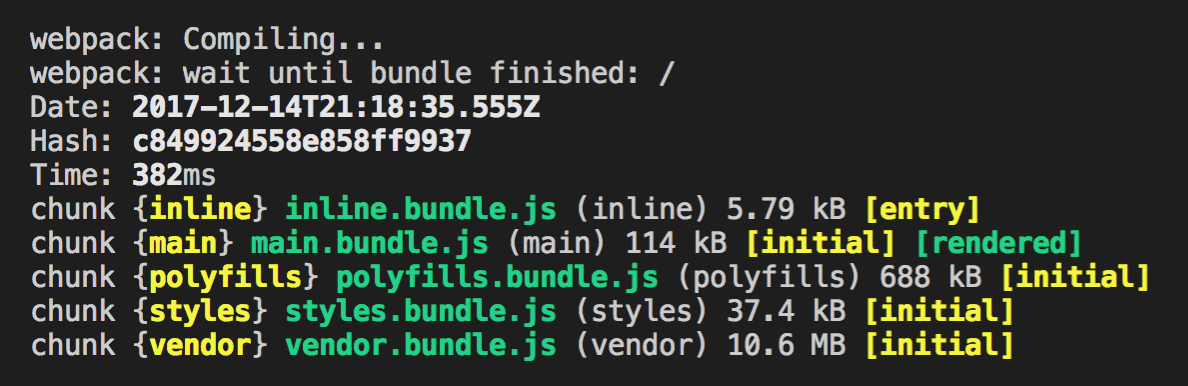 webpack: Compiling...
webpack: wait until bundle finished: /
Date: 2017-12-14T21:18:35.555Z
Hash: c849924558e858ff9937
Time: 382ms
chunk {inline} inline.bundle.js (inline) 5.79 kB [entry]
chunk {main} main.bundle.js (main) 114 kB [initial] [rendered]
chunk {polyfills} polyfills.bundle.js (polyfills) 688 kB [initial]
chunk {styles} styles.bundle.js (styles) 37.4 kB [initial]
chunk {vendor} vendor.bundle.js (vendor) 10.6 MB [initial]